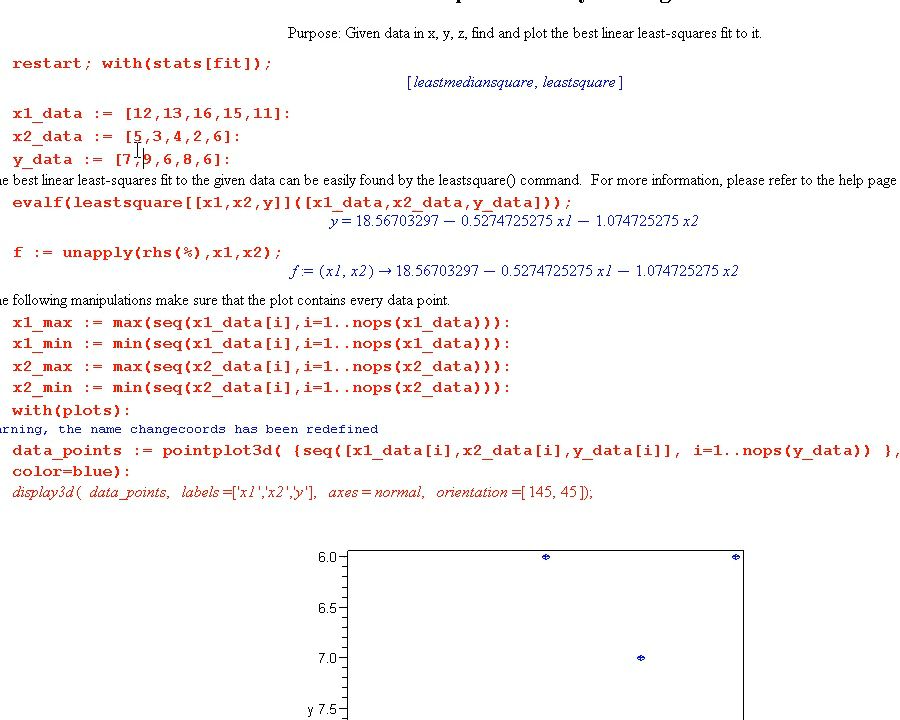 Purpose: Given data in x, y, z, find and plot the best linear least-squares fit to it.
restart; with(stats[fit]);
[leastmediansquare, leastsquare]
x1_data := [12,13,16,15,11]:
x2_data := [5,3,4,2,6]:
y_data := [7,9,6,8,6]:
e best linear least-squares fit to the given data can be easily found by the leastsquare() command. For more information, please refer to the help page
evalf(leastsquare[[x1,x2,y]]([x1_data,x2_data,y_data]));
y = 18.56703297 − 0.5274725275 x1 − 1.074725275 x2
f := unapply(rhs(%),x1,x2);
f := (x1, x2) → 18.56703297 − 0.5274725275 x1 − 1.074725275 x2
e following manipulations make sure that the plot contains every data point.
x1_max := max(seq(x1_data[i],i=1..nops(x1_data))):
x1_min := min(seq(x1_data[i],i=1..nops(x1_data))):
x2_max := max(seq(x2_data[i],i=1..nops(x2_data))):
x2_min := min(seq(x2_data[i],i=1..nops(x2_data))):
with(plots):
rning, the name changecoords has been redefined
data_points := pointplot3d( {seq([x1_data[i],x2_data[i],y_data[i]], i=1..nops(y_data)) },
color=blue):
display3d( data_points, labels=['x1','x2','y'], axes = normal, orientation =[ 145, 45 ]);
6.0
6.5
7.0
y 7.5